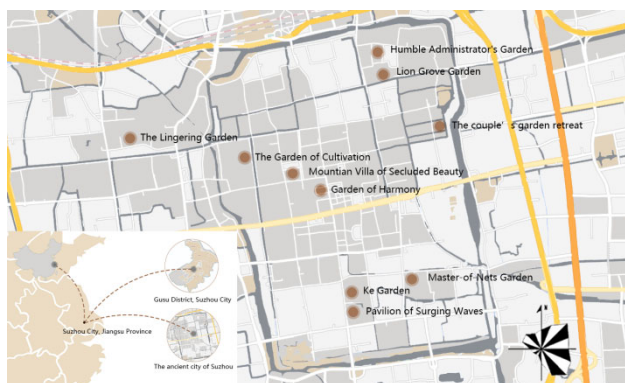 Humble Administrator's Garden
Lion Grove Garden
The couple's garden retreat
The Lingering Garden
The Garden of Cultivation
Mountian Villa of Secluded Beauty
Garden of Harmony
Master-of-Nets Garden
Ke Garden
Pavilion of Surging Waves
Gusu District, Suzhou City
Suzhou City, Jiangsu Province
The ancient city of Suzhou